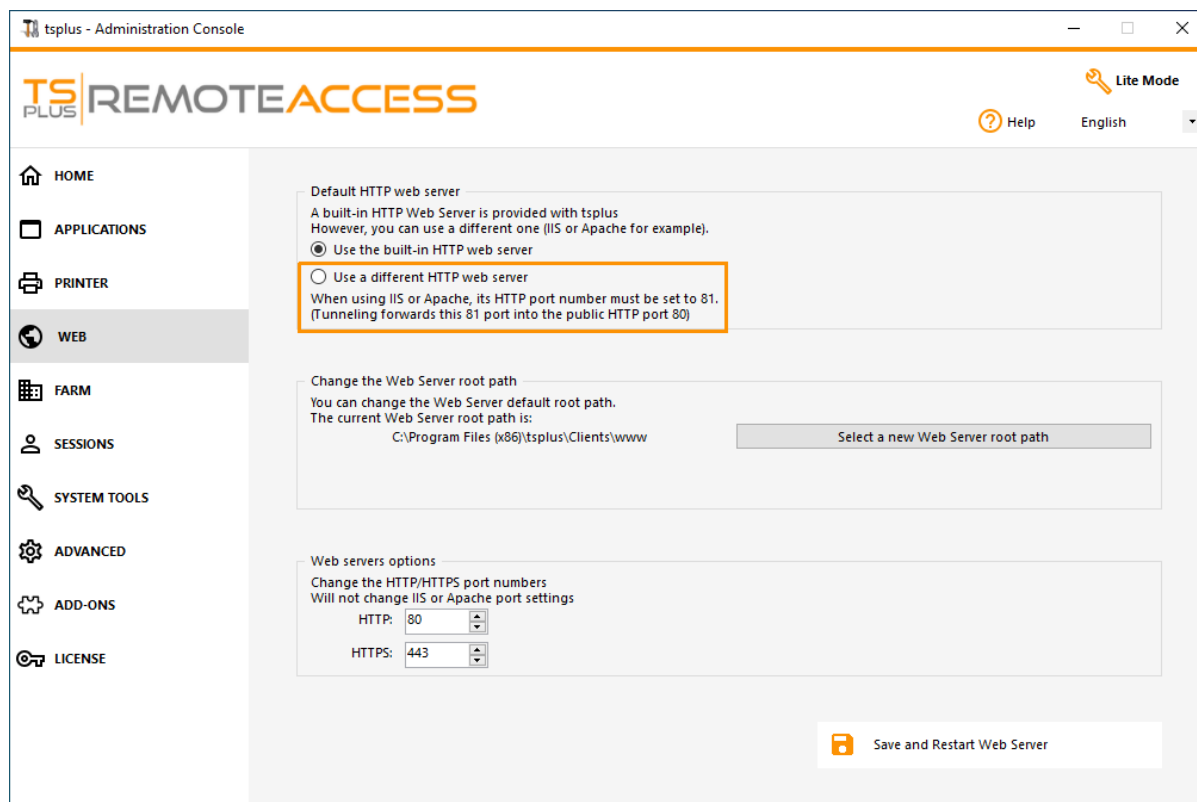 tsplus - Administration Console
TS PLUS REMOTEACCESS
Lite Mode
Help
English
HOME
APPLICATIONS
PRINTER
WEB
FARM
SESSIONS
SYSTEM TOOLS
ADVANCED
ADD-ONS
LICENSE
Default HTTP web server
A built-in HTTP Web Server is provided with tsplus
However, you can use a different one (IIS or Apache for example).
Use the built-in HTTP web server
Use a different HTTP web server
When using IIS or Apache, its HTTP port number must be set to 81.
(Tunneling forwards this 81 port into the public HTTP port 80)
Change the Web Server root path
You can change the Web Server default root path.
The current Web Server root path is:
C:\Program Files (x86)\tsplus\Clients\www
Select a new Web Server root path
Web servers options
Change the HTTP/HTTPS port numbers
Will not change IIS or Apache port settings
HTTP: 80
HTTPS: 443
Save and Restart Web Server